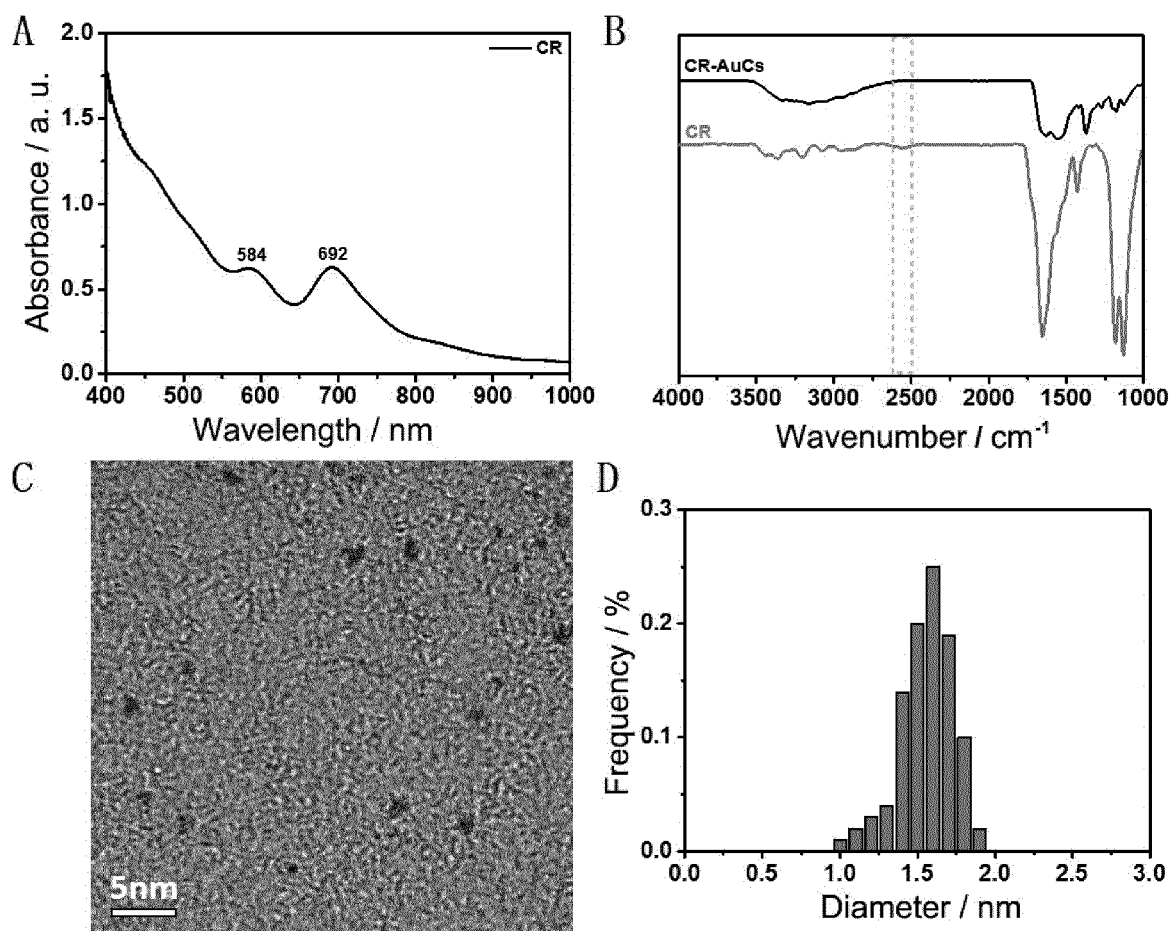 A
2.0
1.5
1.0
0.5
0.0
Absorbance / a. u.
CR
584
692
400 500 600 700 800 900 1000
Wavelength / nm
B
CR-AuCs
CR
4000 3500 3000 2500 2000 1500 1000
Wavenumber / cm⁻¹
C
5nm
D
0.3
0.2
0.1
0.0
Frequency / %
0.0 0.5 1.0 1.5 2.0 2.5 3.0
Diameter / nm